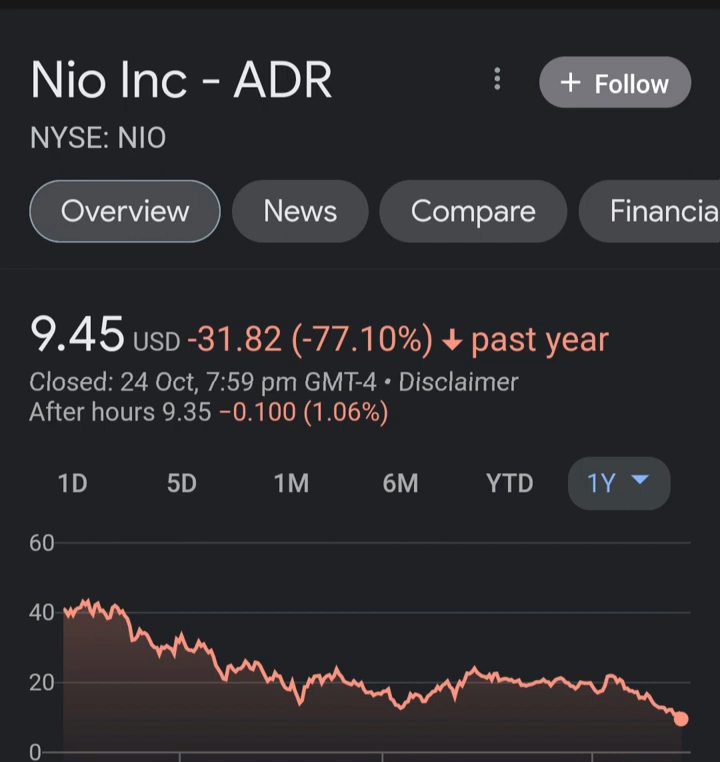 Nio Inc - ADR
+ Follow
NYSE: NIO
Overview News Compare Financia
9.45 USD -31.82 (-77.10%) ↓ past year
Closed: 24 Oct, 7:59 pm GMT-4 • Disclaimer
After hours 9.35 −0.100 (1.06%)
1D 5D 1M 6M YTD 1Y
60
40
20
0